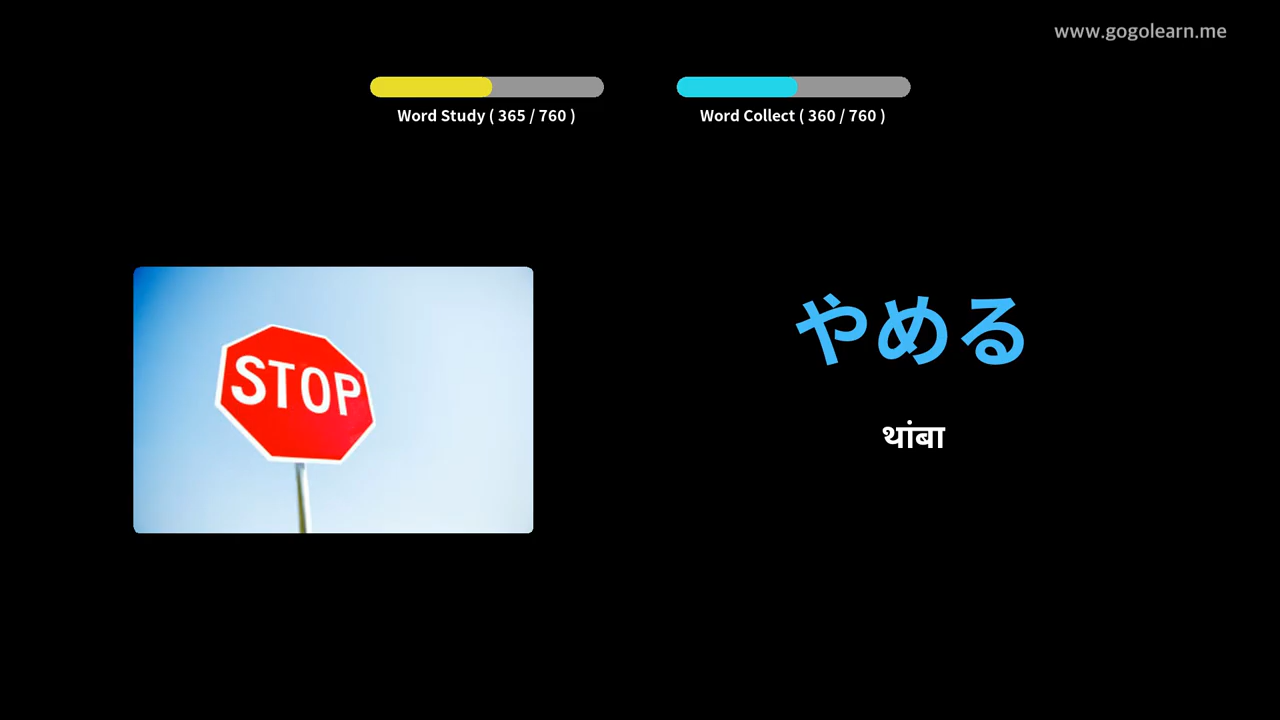 www.gogolearn.me
Word Study ( 365 / 760 )
Word Collect ( 360 / 760 )
STOP
やめる
थांबा